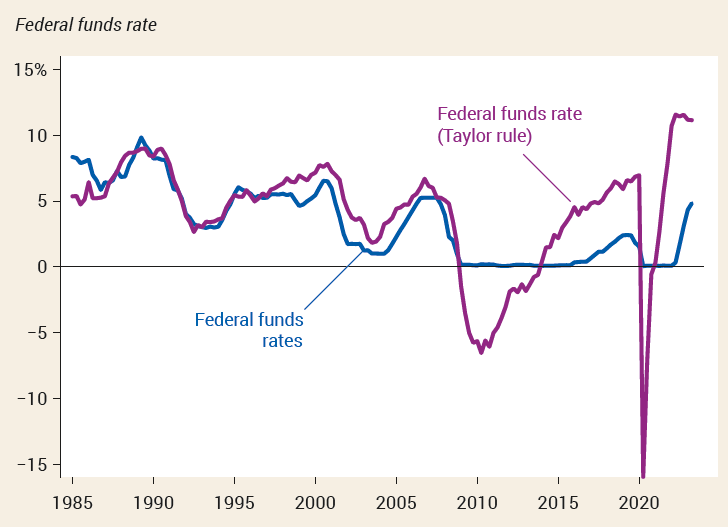 Federal funds rate
15%
10
5
0
−5
−10
−15
Federal funds rate
(Taylor rule)
Federal funds
rates
1985 1990 1995 2000 2005 2010 2015 2020